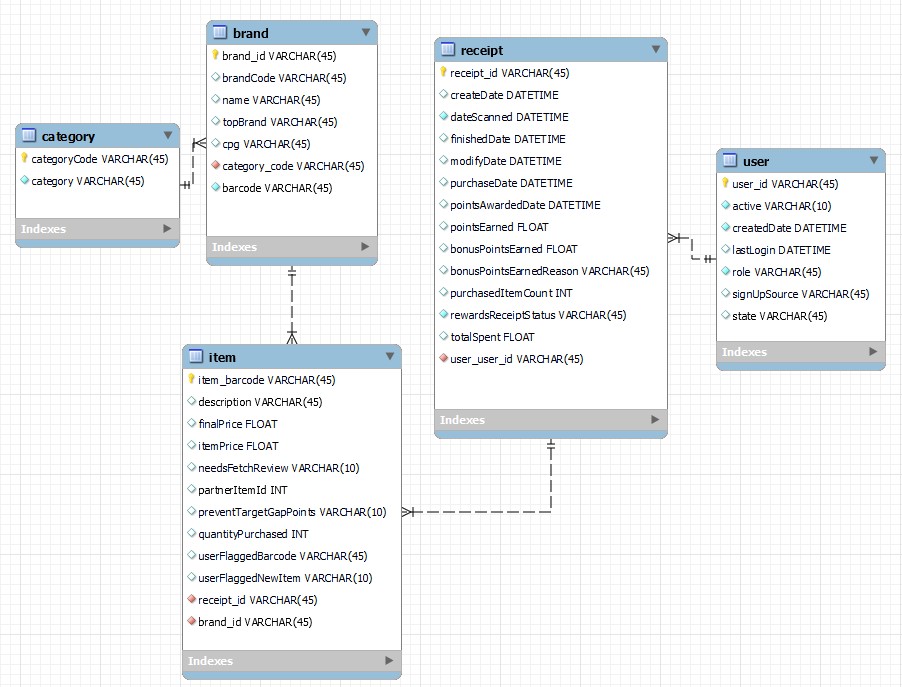 brand
brand_id VARCHAR(45)
brandCode VARCHAR(45)
name VARCHAR(45)
topBrand VARCHAR(45)
cpg VARCHAR(45)
category_code VARCHAR(45)
barcode VARCHAR(45)
Indexes
category
categoryCode VARCHAR(45)
category VARCHAR(45)
Indexes
receipt
receipt_id VARCHAR(45)
createDate DATETIME
dateScanned DATETIME
finishedDate DATETIME
modifyDate DATETIME
purchaseDate DATETIME
pointsAwardedDate DATETIME
pointsEarned FLOAT
bonusPointsEarned FLOAT
bonusPointsEarnedReason VARCHAR(45)
purchasedItemCount INT
rewardsReceiptStatus VARCHAR(45)
totalSpent FLOAT
user_user_id VARCHAR(45)
Indexes
user
user_id VARCHAR(45)
active VARCHAR(10)
createdDate DATETIME
lastLogin DATETIME
role VARCHAR(45)
signUpSource VARCHAR(45)
state VARCHAR(45)
Indexes
item
item_barcode VARCHAR(45)
description VARCHAR(45)
finalPrice FLOAT
itemPrice FLOAT
needsFetchReview VARCHAR(10)
partnerItemId INT
preventTargetGapPoints VARCHAR(10)
quantityPurchased INT
userFlaggedBarcode VARCHAR(45)
userFlaggedNewItem VARCHAR(10)
receipt_id VARCHAR(45)
brand_id VARCHAR(45)
Indexes